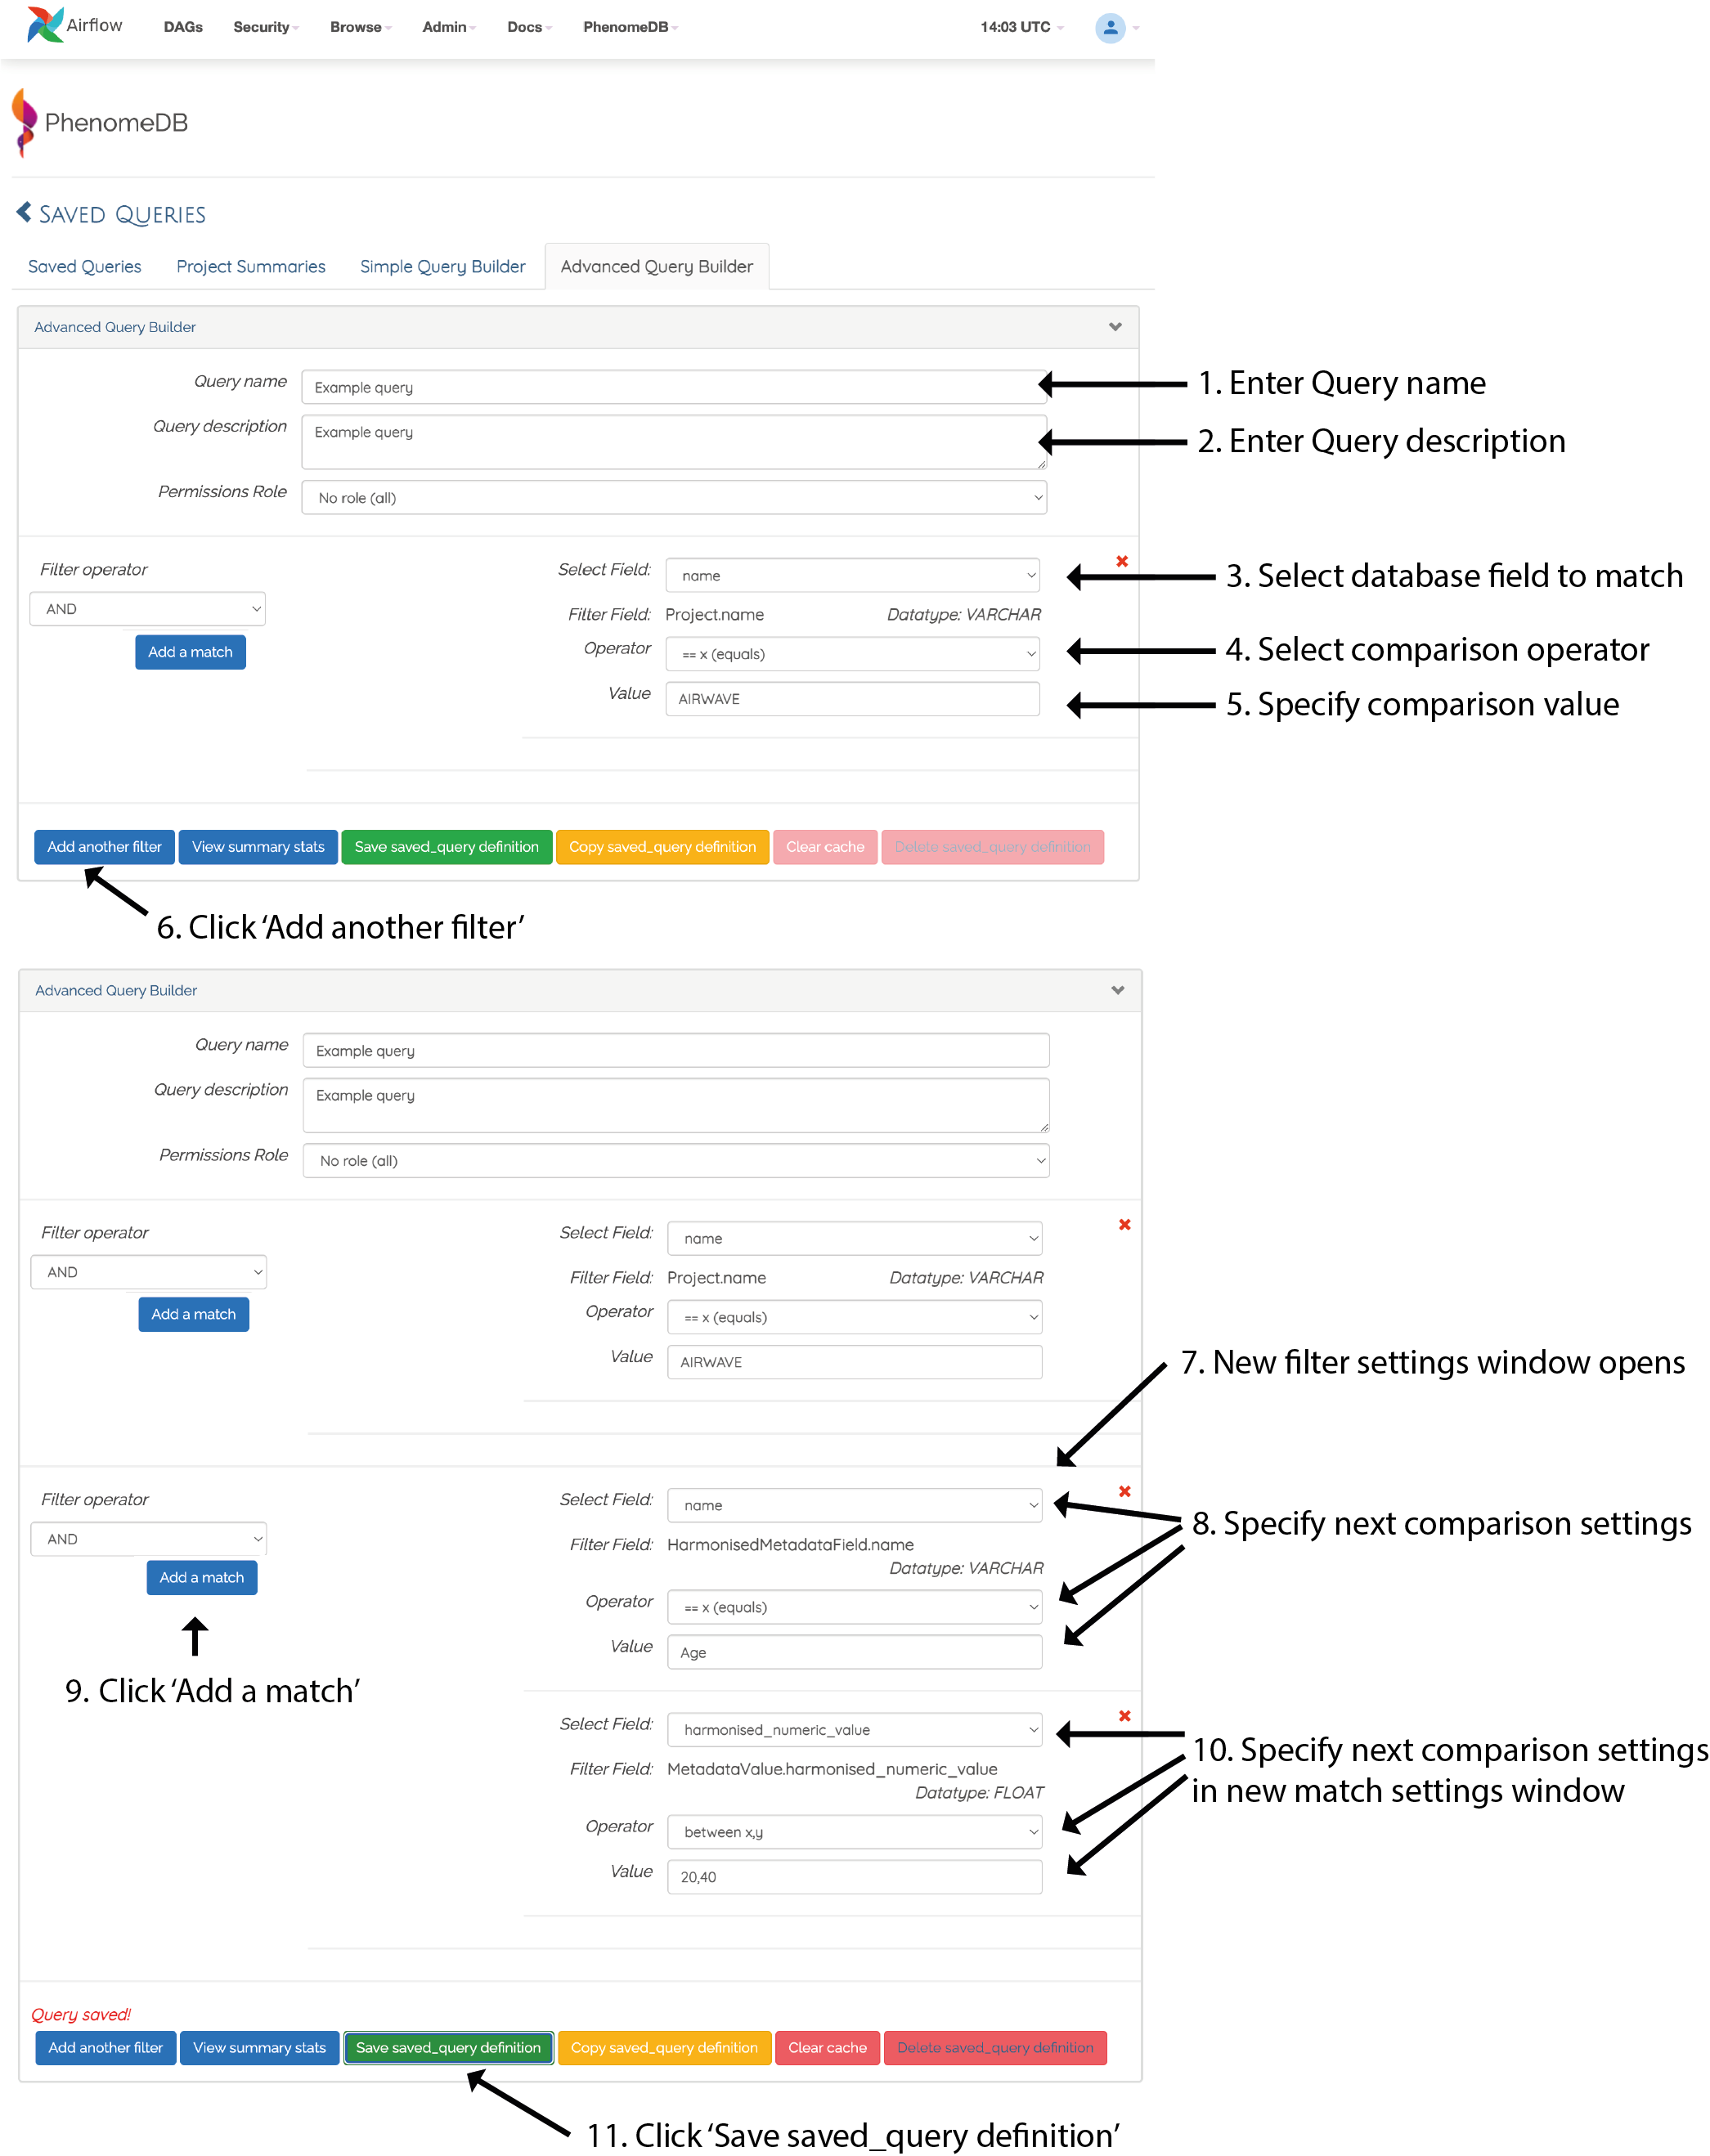 Airflow DAGs Security Browse Admin Docs PhenomeDB 14:03 UTC
PhenomeDB
SAVED QUERIES
Saved Queries Project Summaries Simple Query Builder Advanced Query Builder
Advanced Query Builder
Query name Example query
1. Enter Query name
Query description Example query
2. Enter Query description
Permissions Role No role (all)
Filter operator
AND
Add a match
Select Field: name
3. Select database field to match
Filter Field: Project.name Datatype: VARCHAR
Operator == x (equals)
4. Select comparison operator
Value AIRWAVE
5. Specify comparison value
Add another filter View summary stats Save saved_query definition Copy saved_query definition Clear cache Delete saved_query definition
6. Click ‘Add another filter’
Advanced Query Builder
Query name Example query
Query description Example query
Permissions Role No role (all)
Filter operator
AND
Add a match
Select Field: name
Filter Field: Project.name Datatype: VARCHAR
Operator == x (equals)
Value AIRWAVE
7. New filter settings window opens
Filter operator
AND
Add a match
9. Click ‘Add a match’
Select Field: name
8. Specify next comparison settings
Filter Field: HarmonisedMetadataField.name
Datatype: VARCHAR
Operator == x (equals)
Value Age
Select Field: harmonised_numeric_value
10. Specify next comparison settings
in new match settings window
Filter Field: MetadataValue.harmonised_numeric_value
Datatype: FLOAT
Operator between x,y
Value 20,40
Query saved!
Add another filter View summary stats Save saved_query definition Copy saved_query definition Clear cache Delete saved_query definition
11. Click ‘Save saved_query definition’